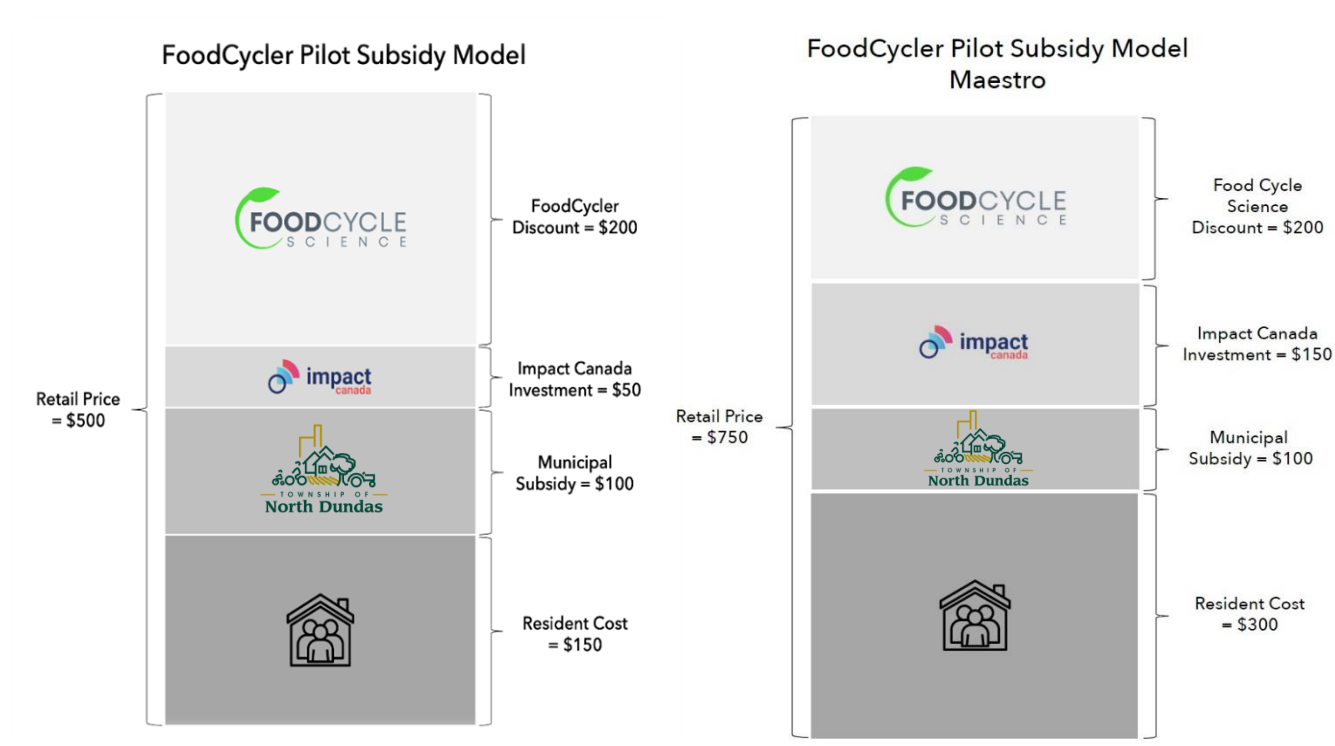 FoodCycler Pilot Subsidy Model
FOODCYCLE
SCIENCE
FoodCycler
Discount = $200
impact
canada
Impact Canada
Investment = $50
Retail Price
= $500
TOWNSHIP OF
North Dundas
Municipal
Subsidy = $100
Resident Cost
= $150
FoodCycler Pilot Subsidy Model
Maestro
FOODCYCLE
SCIENCE
Food Cycle
Science
Discount = $200
impact
canada
Impact Canada
Investment = $150
Retail Price
= $750
TOWNSHIP OF
North Dundas
Municipal
Subsidy = $100
Resident Cost
= $300